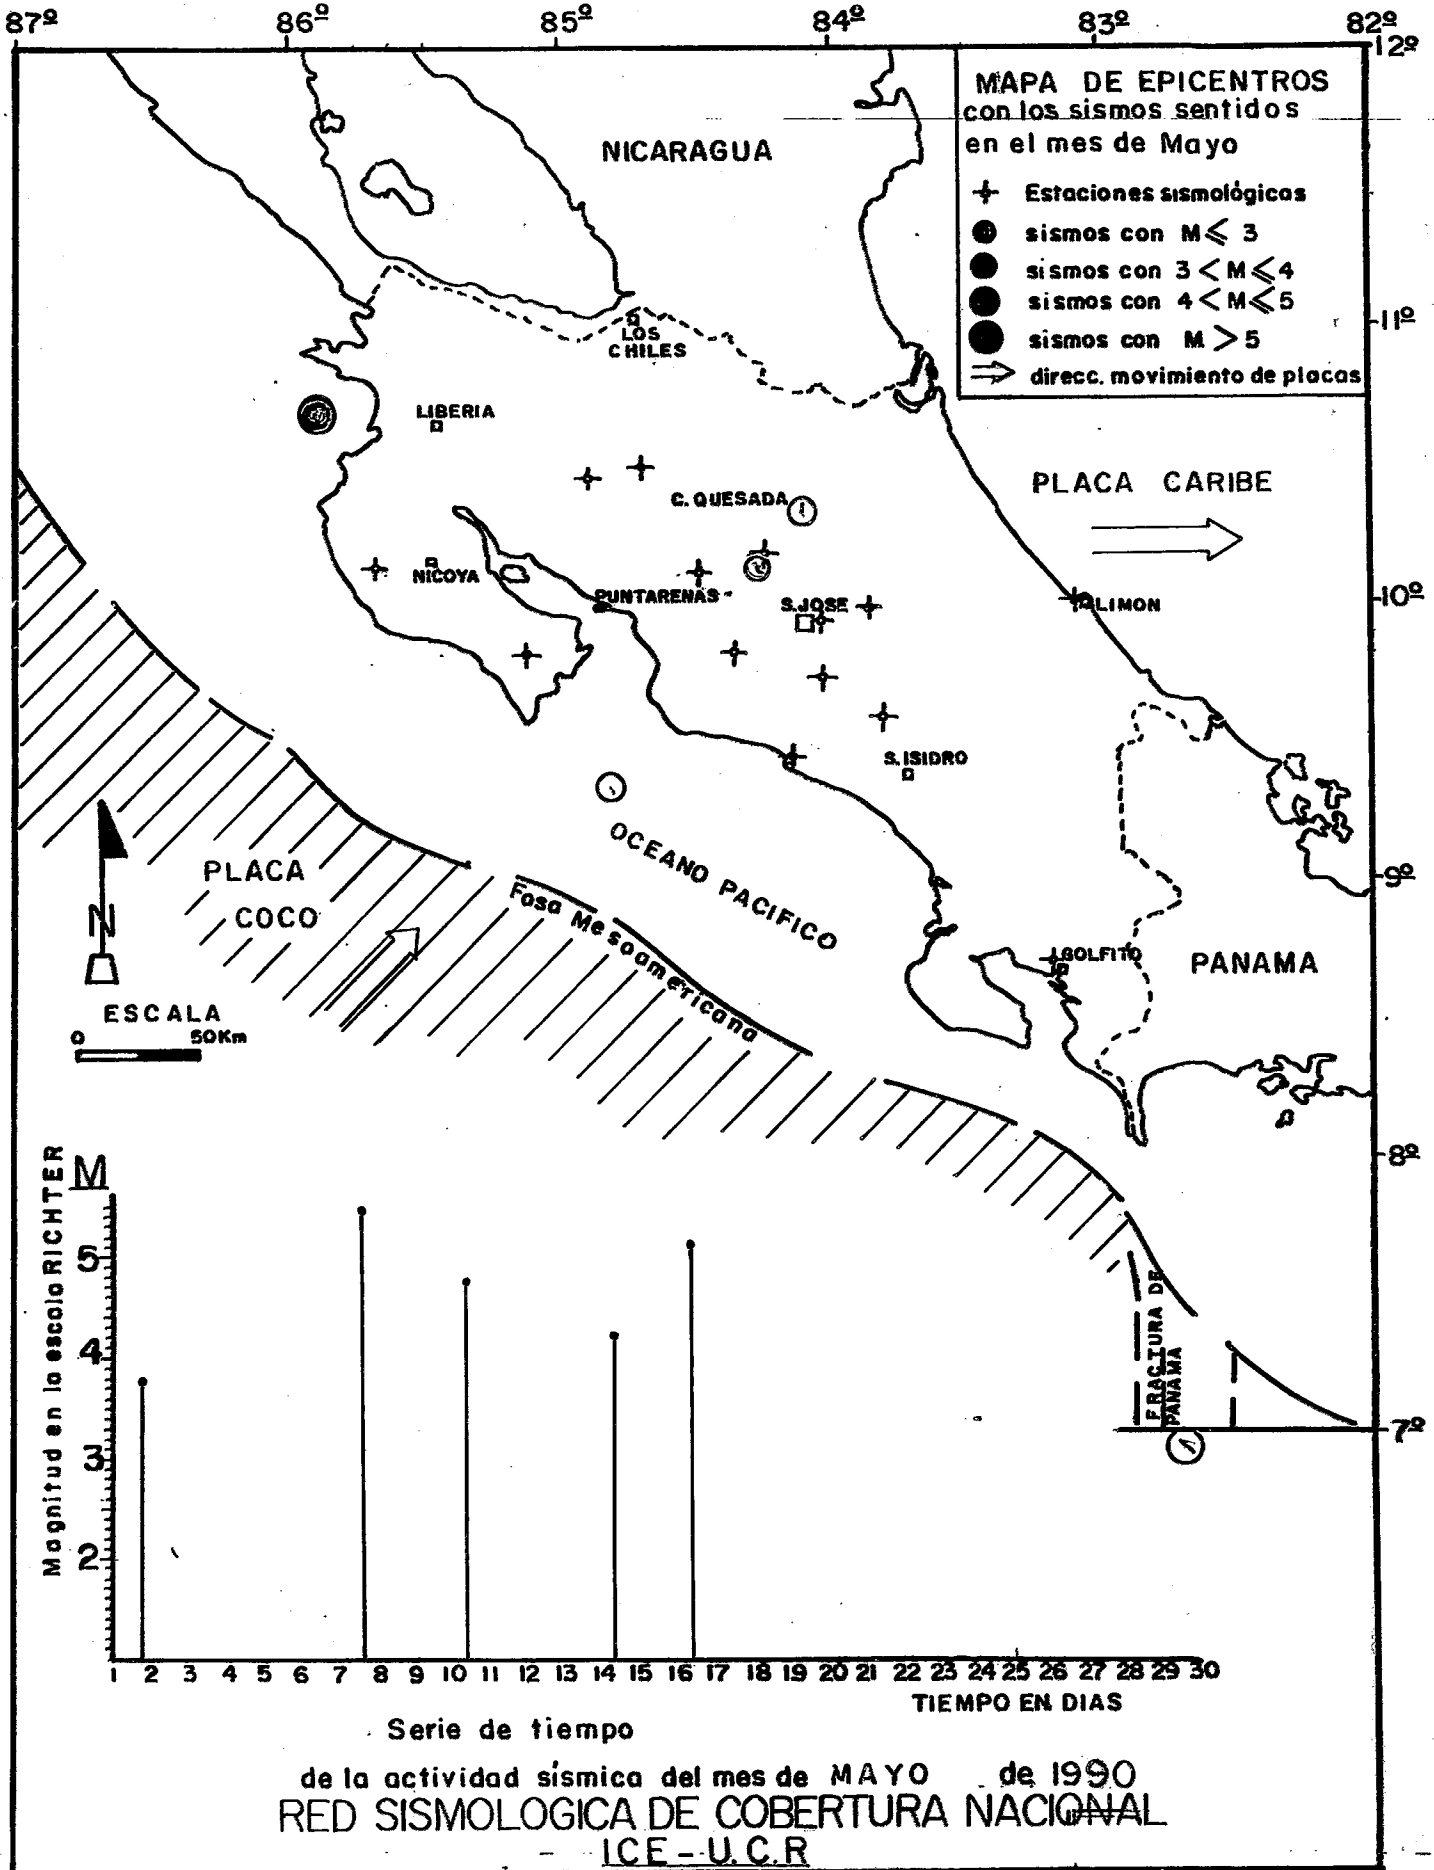 87º 86º 85º 84º 83º 82º
12º
MAPA DE EPICENTROS
con los sismos sentidos
en el mes de Mayo
Estaciones sismológicas
sismos con M⩽ 3
sismos con 3<M⩽4
sismos con 4<M⩽5
sismos con M>5
direcc. movimiento de placas
NICARAGUA
11º
LOS
CHILES
LIBERIA
C. QUESADA
PLACA CARIBE
NICOYA
PUNTARENAS
S.JOSE
LIMON
10º
S.ISIDRO
OCEANO PACIFICO
9º
PLACA
COCO
Fosa Mesoamericana
GOLFITO
PANAMA
N
ESCALA
0 50Km
8º
FRACTURA DE
PANAMA
7º
Magnitud en la escala RICHTER
M
5
4
3
2
1 2 3 4 5 6 7 8 9 10 11 12 13 14 15 16 17 18 19 20 21 22 23 24 25 26 27 28 29 30
TIEMPO EN DIAS
Serie de tiempo
de la actividad sísmica del mes de MAYO de 1990
RED SISMOLOGICA DE COBERTURA NACIONAL
ICE-U.C.R